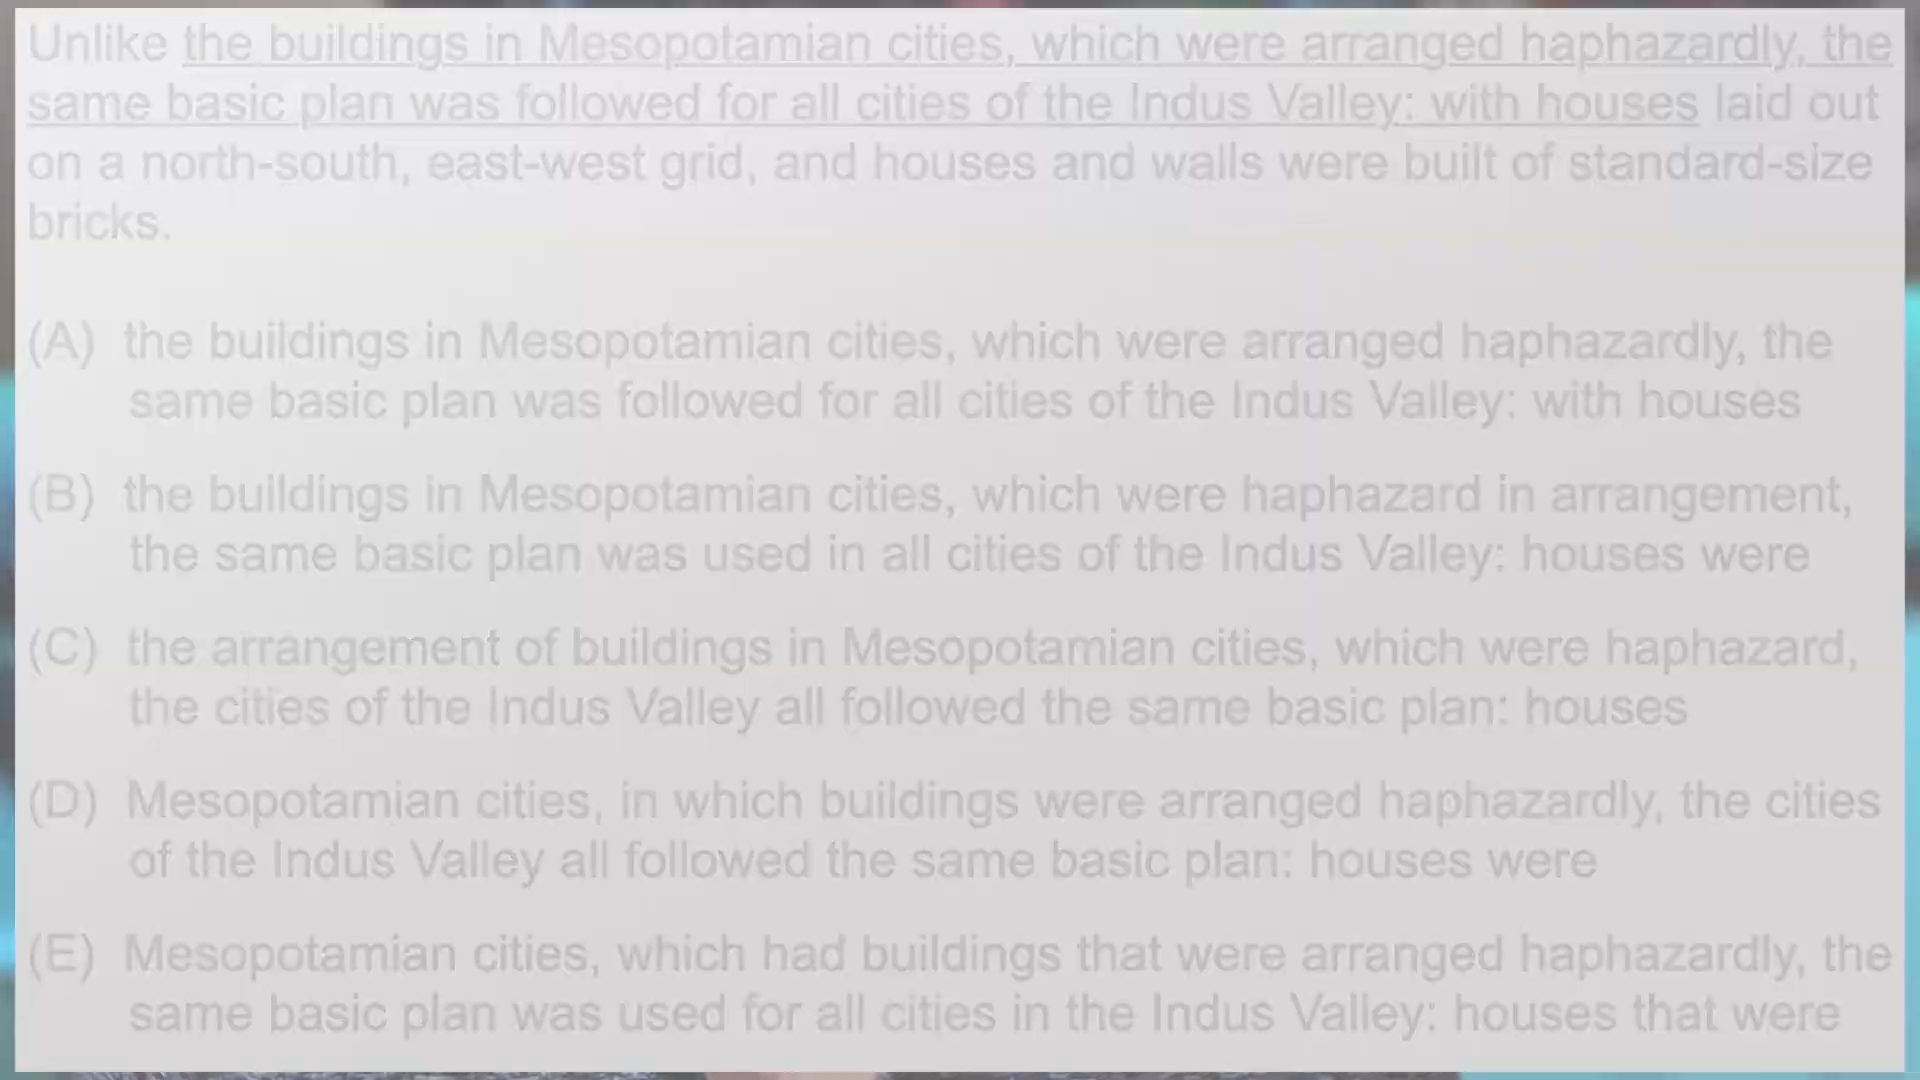 Unlike the buildings in Mesopotamian cities, which were arranged haphazardly, the
same basic plan was followed for all cities of the Indus Valley: with houses laid out
on a north-south, east-west grid, and houses and walls were built of standard-size
bricks.
(A) the buildings in Mesopotamian cities, which were arranged haphazardly, the
same basic plan was followed for all cities of the Indus Valley: with houses
(B) the buildings in Mesopotamian cities, which were haphazard in arrangement,
the same basic plan was used in all cities of the Indus Valley: houses were
(C) the arrangement of buildings in Mesopotamian cities, which were haphazard,
the cities of the Indus Valley all followed the same basic plan: houses
(D) Mesopotamian cities, in which buildings were arranged haphazardly, the cities
of the Indus Valley all followed the same basic plan: houses were
(E) Mesopotamian cities, which had buildings that were arranged haphazardly, the
same basic plan was used for all cities in the Indus Valley: houses that were